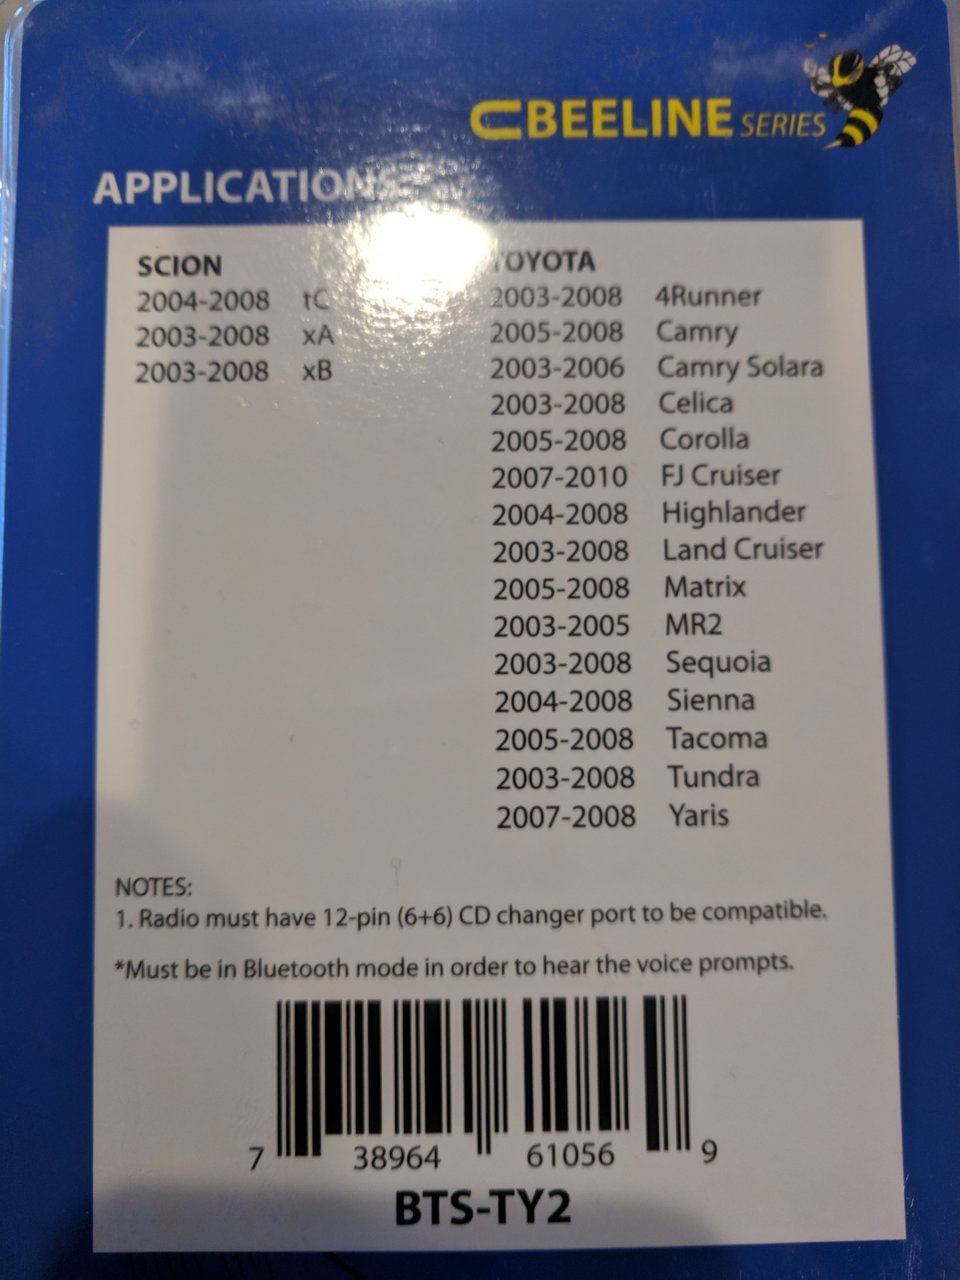 BEELINE SERIES
APPLICATIONS
SCION
2004-2008 tC
2003-2008 xA
2003-2008 xB
TOYOTA
2003-2008 4Runner
2005-2008 Camry
2003-2006 Camry Solara
2003-2008 Celica
2005-2008 Corolla
2007-2010 FJ Cruiser
2004-2008 Highlander
2003-2008 Land Cruiser
2005-2008 Matrix
2003-2005 MR2
2003-2008 Sequoia
2004-2008 Sienna
2005-2008 Tacoma
2003-2008 Tundra
2007-2008 Yaris
NOTES:
1. Radio must have 12-pin (6+6) CD changer port to be compatible.
*Must be in Bluetooth mode in order to hear the voice prompts.
7 38964 61056 9
BTS-TY2